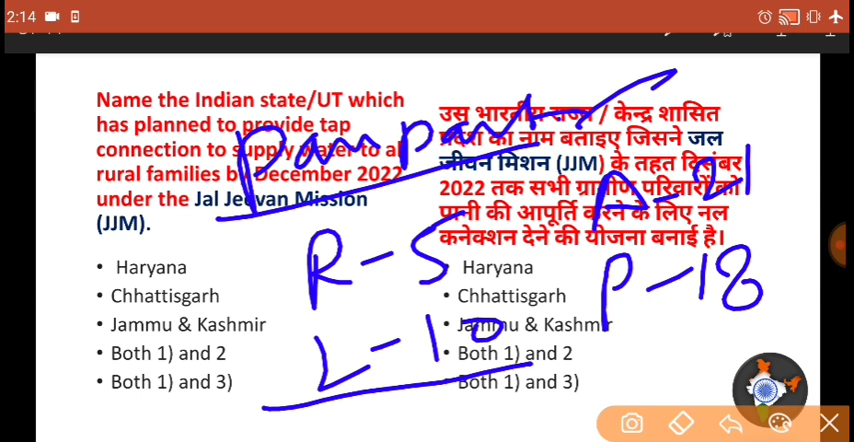 2:14
Name the Indian state/UT which
has planned to provide tap
connection to supply water to all
rural families by December 2022
under the Jal Jeevan Mission
(JJM).
• Haryana
• Chhattisgarh
• Jammu & Kashmir
• Both 1) and 2
• Both 1) and 3)
उस भारतीय राज्य / केन्द्र शासित
प्रदेश का नाम बताइए जिसने जल
जीवन मिशन (JJM) के तहत दिसंबर
2022 तक सभी ग्रामीण परिवारों को
पानी की आपूर्ति करने के लिए नल
कनेक्शन देने की योजना बनाई है।
Haryana
• Chhattisgarh
• Jammu & Kashmir
• Both 1) and 2
Both 1) and 3)
A-21
R-5
P-18
L-10